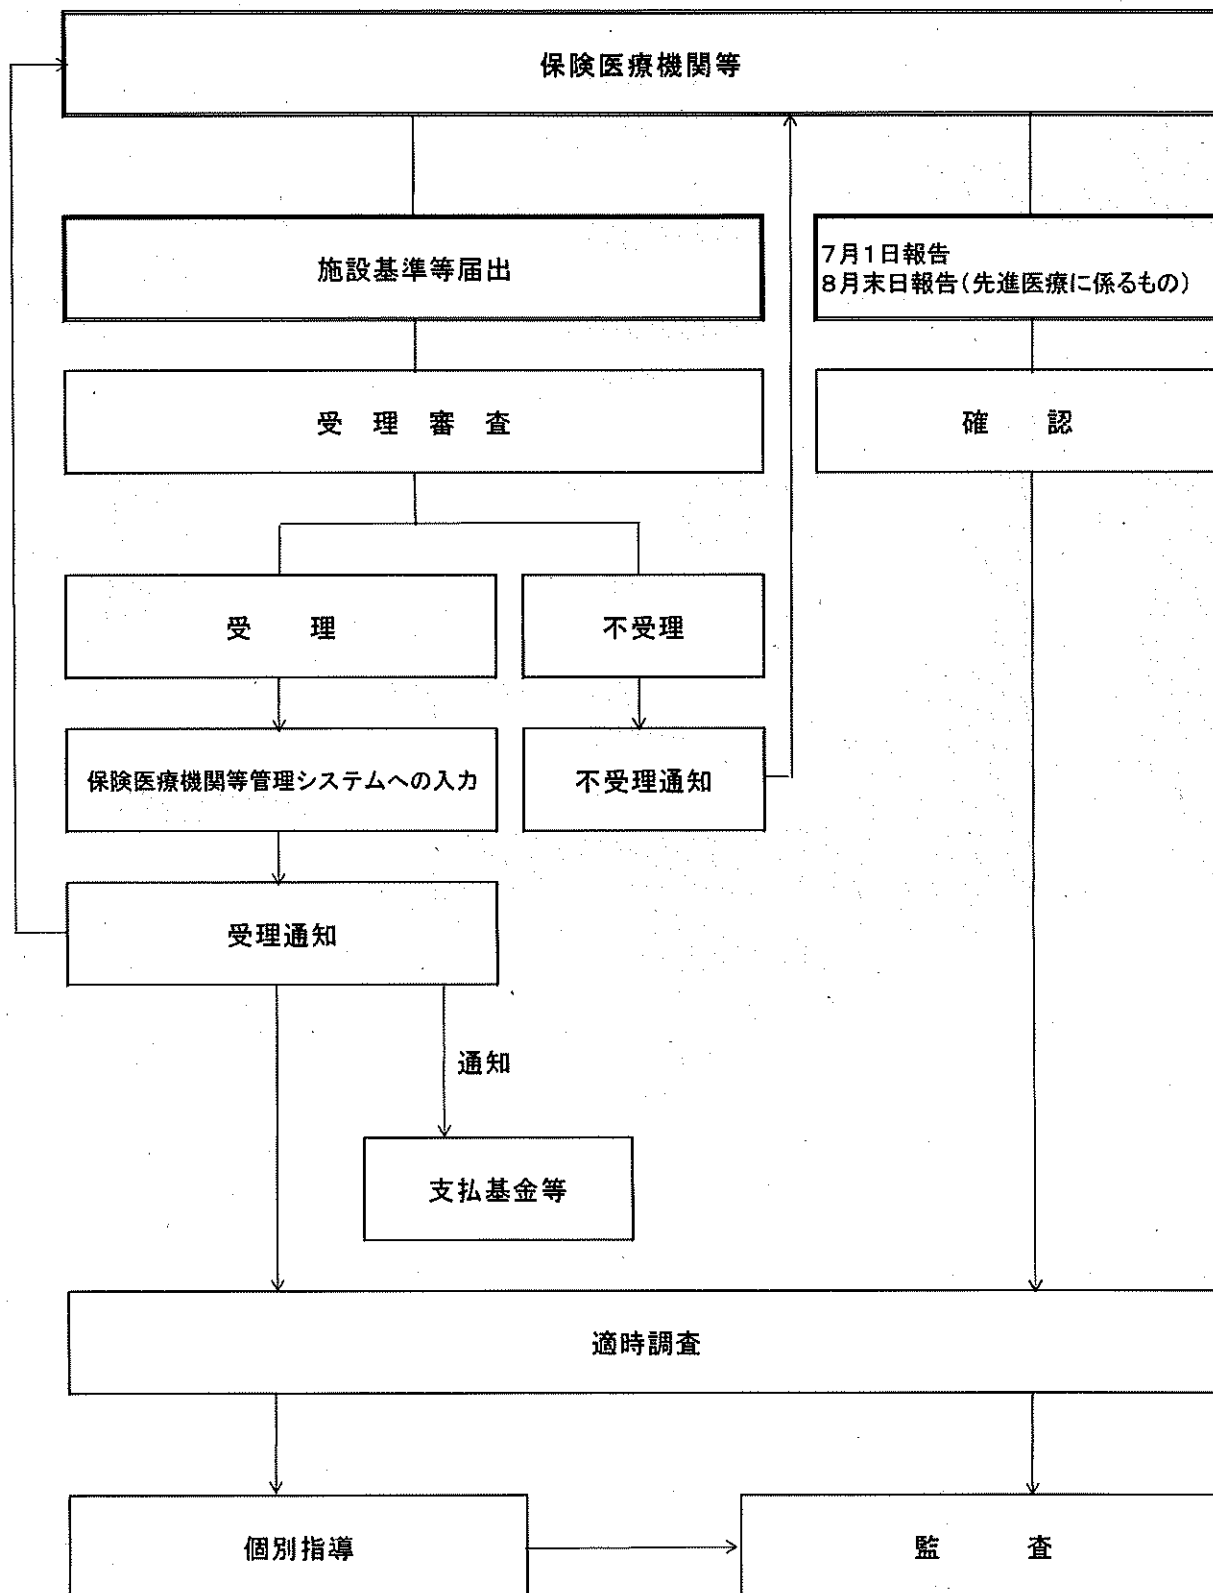 保険医療機関等
施設基準等届出
7月1日報告
8月末日報告(先進医療に係るもの)
受理審査
確認
受理
不受理
保険医療機関等管理システムへの入力
不受理通知
受理通知
通知
支払基金等
適時調査
個別指導
監査